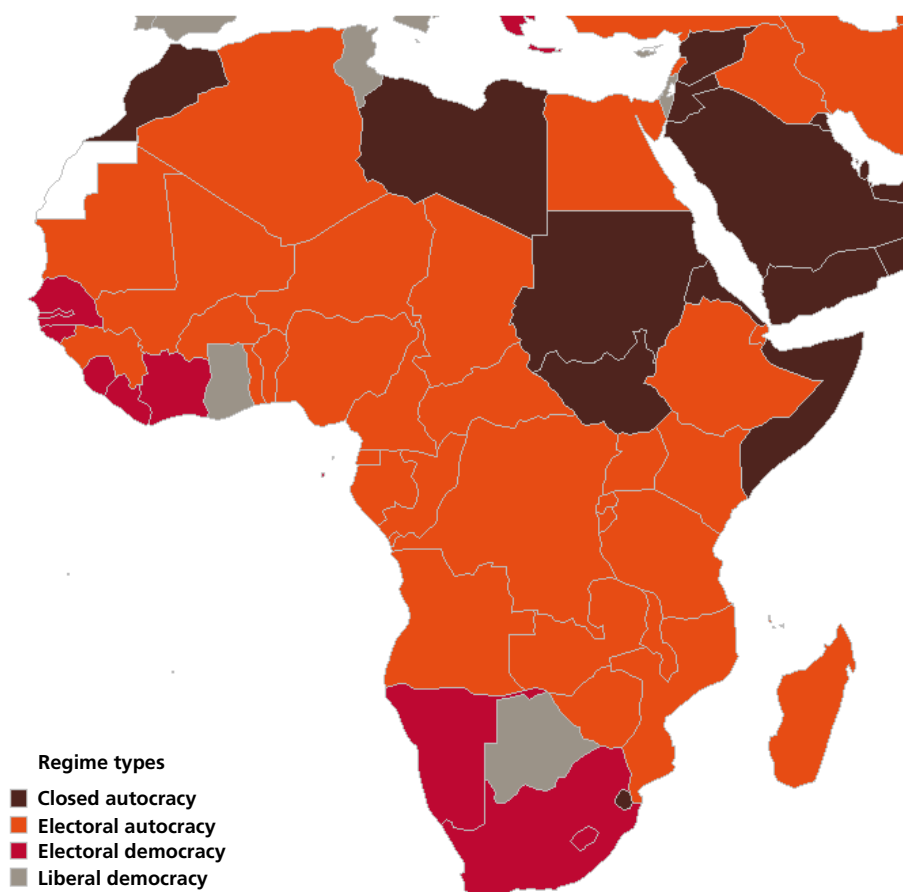 Regime types
Closed autocracy
Electoral autocracy
Electoral democracy
Liberal democracy